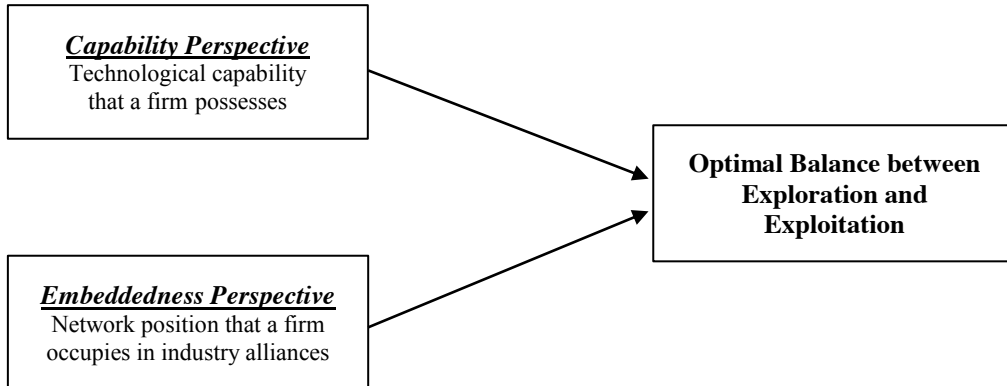 Capability Perspective
Technological capability
that a firm possesses
Optimal Balance between
Exploration and
Exploitation
Embeddedness Perspective
Network position that a firm
occupies in industry alliances